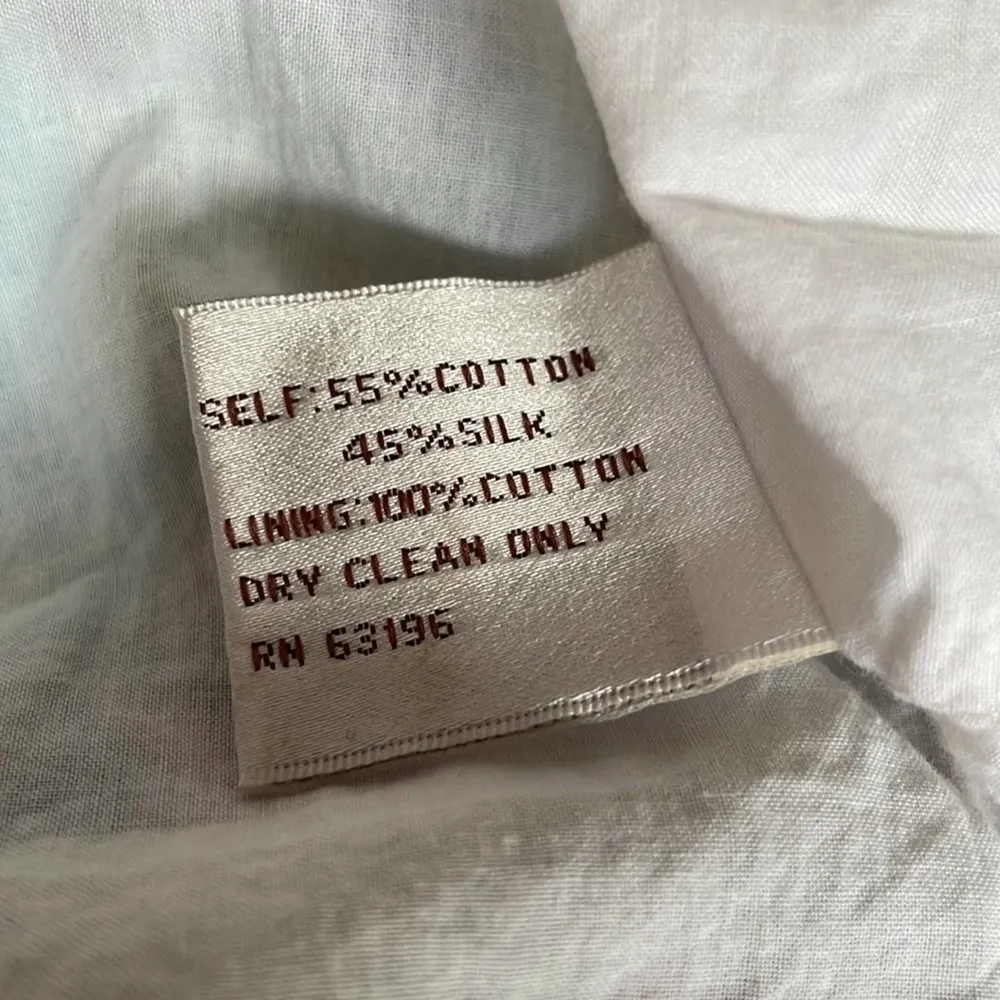 SELF:55%COTTON
45%SILK
LINING:100%COTTON
DRY CLEAN ONLY
RN 63196